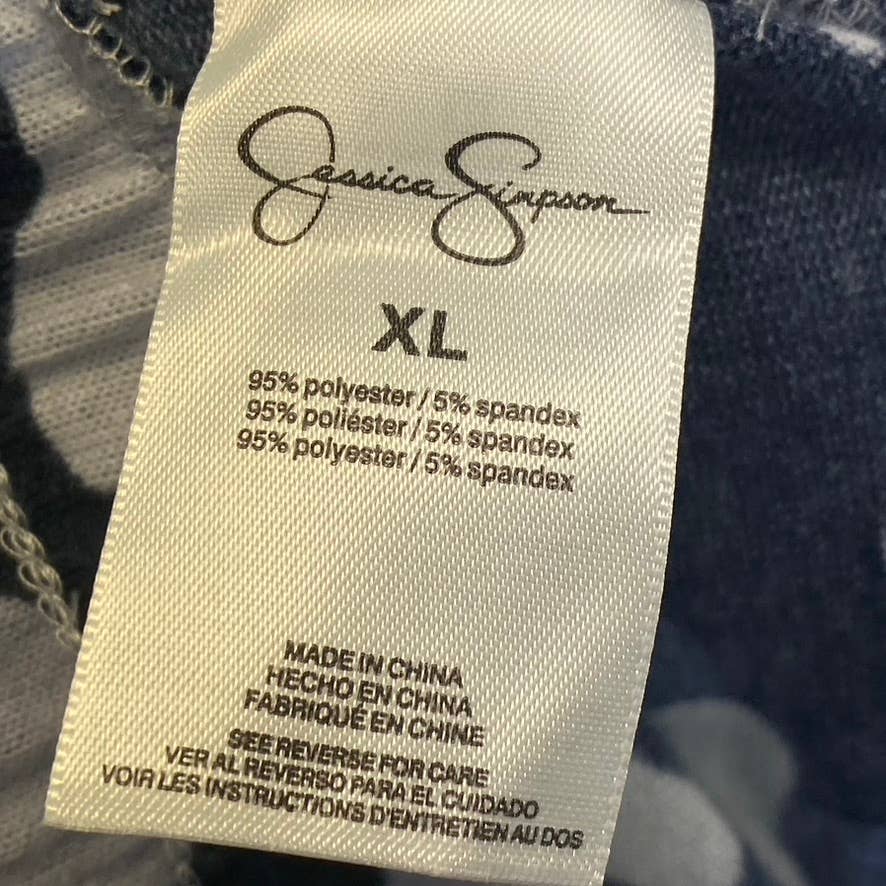 Jessica Simpson
XL
95% polyester / 5% spandex
95% poliéster / 5% spandex
95% polyester / 5% spandex
MADE IN CHINA
HECHO EN CHINA
FABRIQUÉ EN CHINE
SEE REVERSE FOR CARE
VER AL REVERSO PARA EL CUIDADO
VOIR LES INSTRUCTIONS D'ENTRETIEN AU DOS